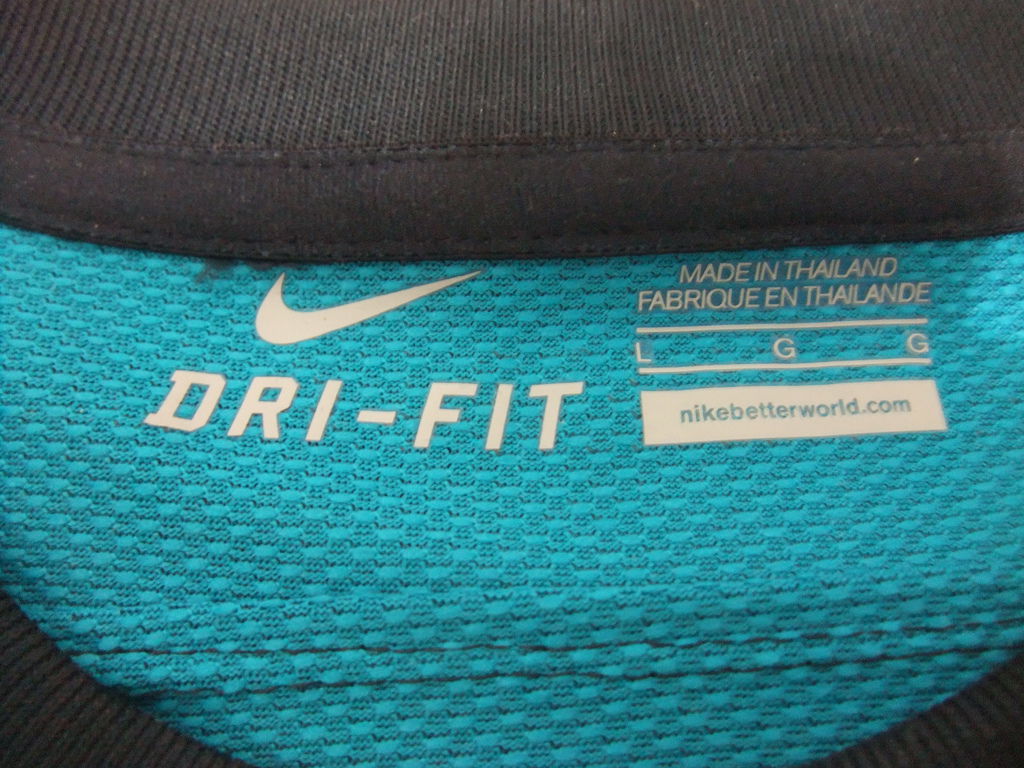 DRI-FIT
MADE IN THAILAND
FABRIQUE EN THAILANDE
L G G
nikebetterworld.com